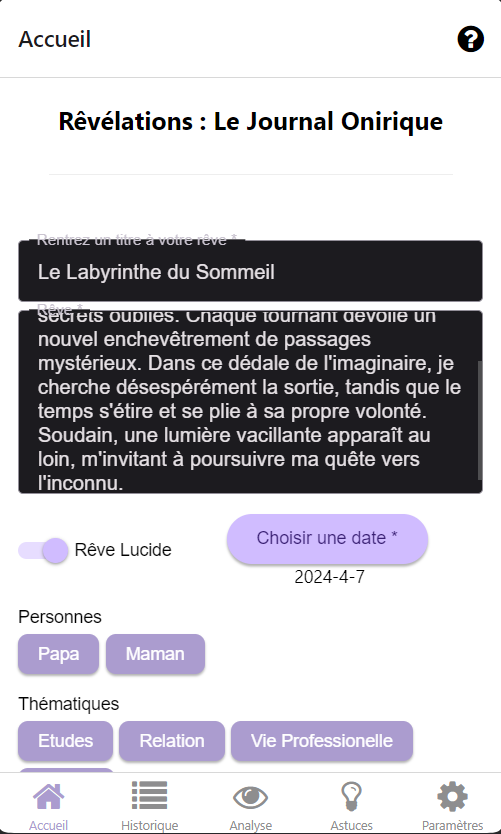 Accueil
Rêvélations : Le Journal Onirique
Rentrez un titre à votre rêve *
Le Labyrinthe du Sommeil
Rêve *
secrets oubliés. Chaque tournant dévoile un
nouvel enchevêtrement de passages
mystérieux. Dans ce dédale de l'imaginaire, je
cherche désespérément la sortie, tandis que le
temps s'étire et se plie à sa propre volonté.
Soudain, une lumière vacillante apparaît au
loin, m'invitant à poursuivre ma quête vers
l'inconnu.
Rêve Lucide
Choisir une date *
2024-4-7
Personnes
Papa Maman
Thématiques
Etudes Relation Vie Professionelle
Accueil Historique Analyse Astuces Paramètres